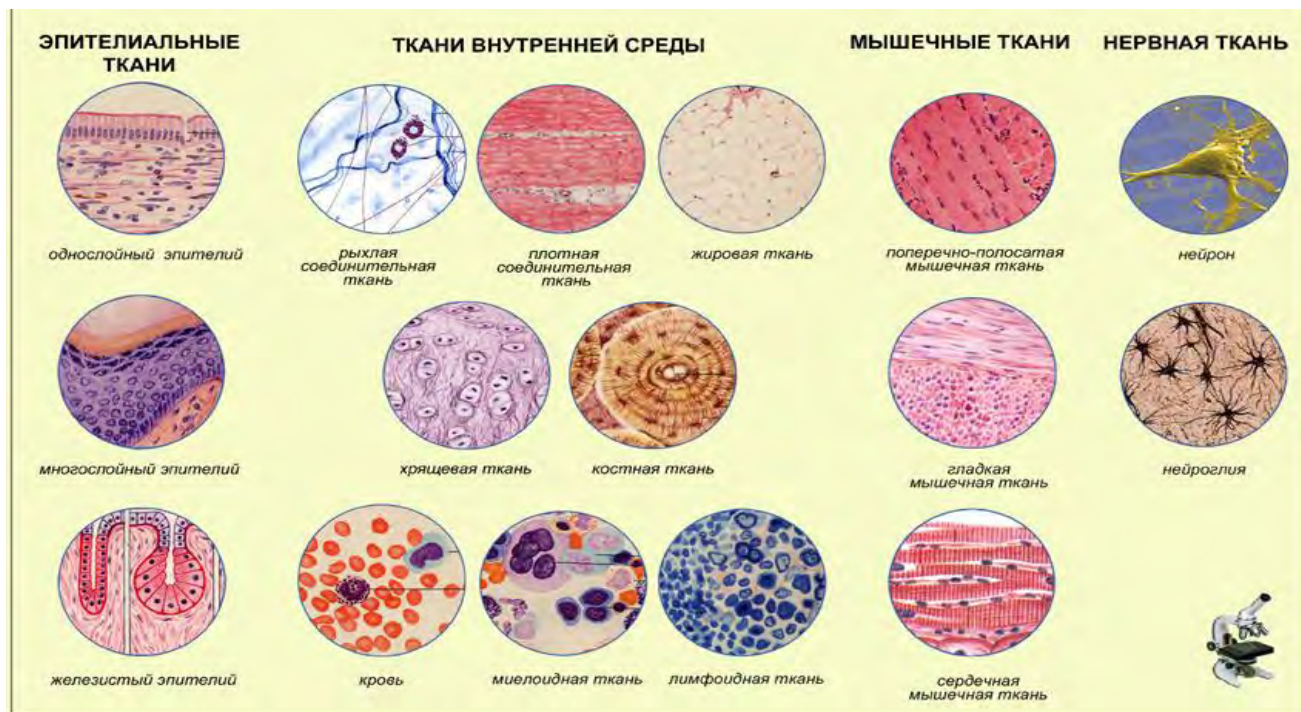 ЭПИТЕЛИАЛЬНЫЕ
ТКАНИ
ТКАНИ ВНУТРЕННЕЙ СРЕДЫ
МЫШЕЧНЫЕ ТКАНИ
НЕРВНАЯ ТКАНЬ
однослойный эпителий
рыхлая
соединительная
ткань
плотная
соединительная
ткань
жировая ткань
поперечно-полосатая
мышечная ткань
нейрон
многослойный эпителий
хрящевая ткань
костная ткань
гладкая
мышечная ткань
нейроглия
железистый эпителий
кровь
миелоидная ткань
лимфоидная ткань
сердечная
мышечная ткань